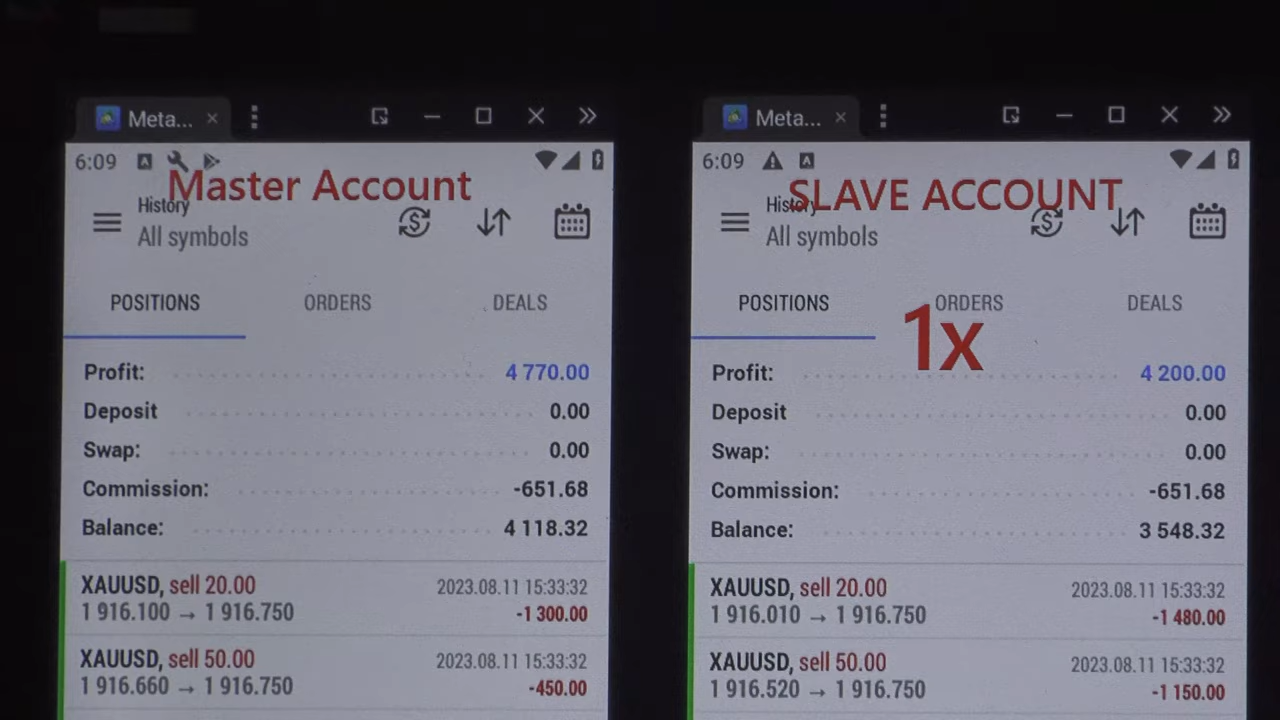 Meta...
6:09
Master Account
History
All symbols
POSITIONS ORDERS DEALS
Profit: 4 770.00
Deposit 0.00
Swap: 0.00
Commission: -651.68
Balance: 4 118.32
XAUUSD, sell 20.00 2023.08.11 15:33:32
1 916.100 → 1 916.750 -1 300.00
XAUUSD, sell 50.00 2023.08.11 15:33:32
1 916.660 → 1 916.750 -450.00
Meta...
6:09
SLAVE ACCOUNT
History
All symbols
POSITIONS ORDERS DEALS
1x
Profit: 4 200.00
Deposit 0.00
Swap: 0.00
Commission: -651.68
Balance: 3 548.32
XAUUSD, sell 20.00 2023.08.11 15:33:32
1 916.010 → 1 916.750 -1 480.00
XAUUSD, sell 50.00 2023.08.11 15:33:32
1 916.520 → 1 916.750 -1 150.00